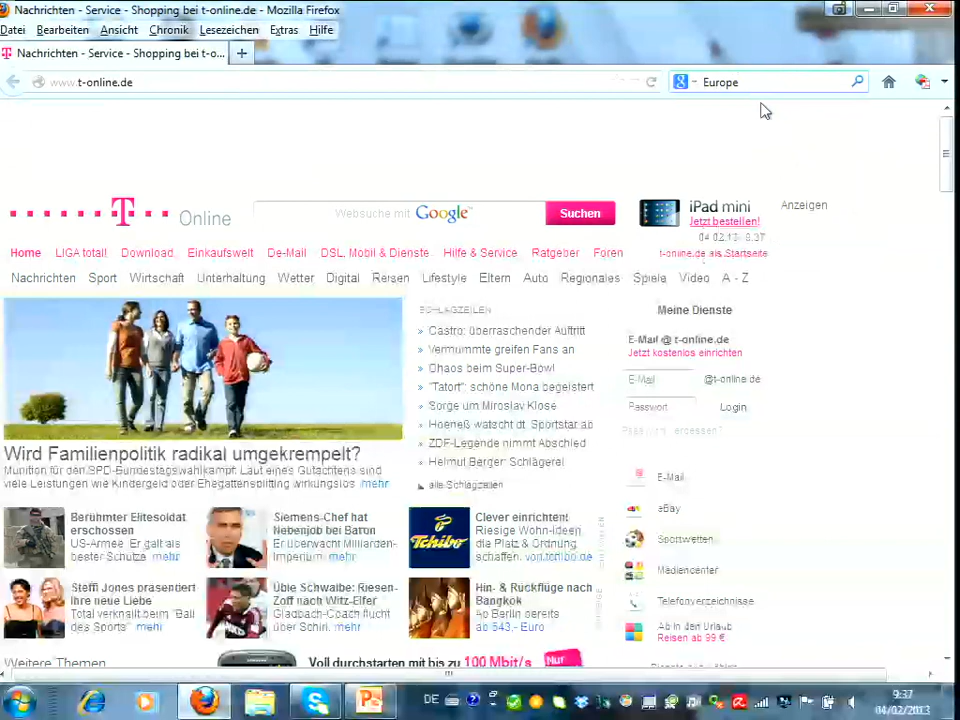 Nachrichten - Service - Shopping bei t-online.de - Mozilla Firefox
Datei Bearbeiten Ansicht Chronik Lesezeichen Extras Hilfe
Nachrichten - Service - Shopping bei t-o...
www.t-online.de
Europe
T Online
Websuche mit Google
Suchen
iPad mini
Jetzt bestellen!
Anzeigen
04.02.13, 9:37
Home LIGA total! Download DSL, Mobil & Dienste Einkaufswelt De-Mail Hilfe & Service Ratgeber Foren
t-online.de als Startseite
Nachrichten Sport Wirtschaft Unterhaltung Wetter Digital Reisen Lifestyle Eltern Auto Regionales Spiele Video A - Z
Wird Familienpolitik radikal umgekrempelt?
Munition für den SPD-Bundestagswahlkampf: Laut eines Gutachtens sind
viele Leistungen wie Kindergeld oder Ehegattensplitting wirkungslos mehr
SCHLAGZEILEN
» Castro: überraschender Auftritt
» Vermummte greifen Fans an
» Chaos beim Super-Bowl
» "Tatort": schöne Mona begeistert
» Sorge um Miroslav Klose
» Hoeneß watscht dt. Sportstar ab
» ZDF-Legende nimmt Abschied
» Helmut Berger: Schlägerei
alle Schlagzeilen
Meine Dienste
E-Mail @ t-online.de
Jetzt kostenlos einrichten
E-Mail @t-online.de
Passwort Login
Passwort vergessen?
E-Mail
eBay
Sportwetten
Mediencenter
Telefonverzeichnisse
Ab in den Urlaub
Reisen ab 99 €
Berühmter Elitesoldat
erschossen
US-Armee: Er galt als
bester Schütze mehr
Siemens-Chef hat
Nebenjob bei Baron
Er überwacht Milliarden-
Imperium mehr
Tchibo
Clever einrichten!
Riesige Wohn-Ideen
die Platz & Ordnung
schaffen. von tchibo.de
ANZEIGE
Steffi Jones präsentiert
ihre neue Liebe
Total verknallt beim "Ball
des Sports" mehr
Üble Schwalbe: Riesen-
Zoff nach Witz-Elfer
Gladbach-Coach flucht
über Schiri. mehr
Hin- & Rückflüge nach
Bangkok
Ab Berlin bereits
ab 543,- Euro
Weitere Themen
Voll durchstarten mit bis zu 100 Mbit/s
Nur
DE
9:37
04/02/2013